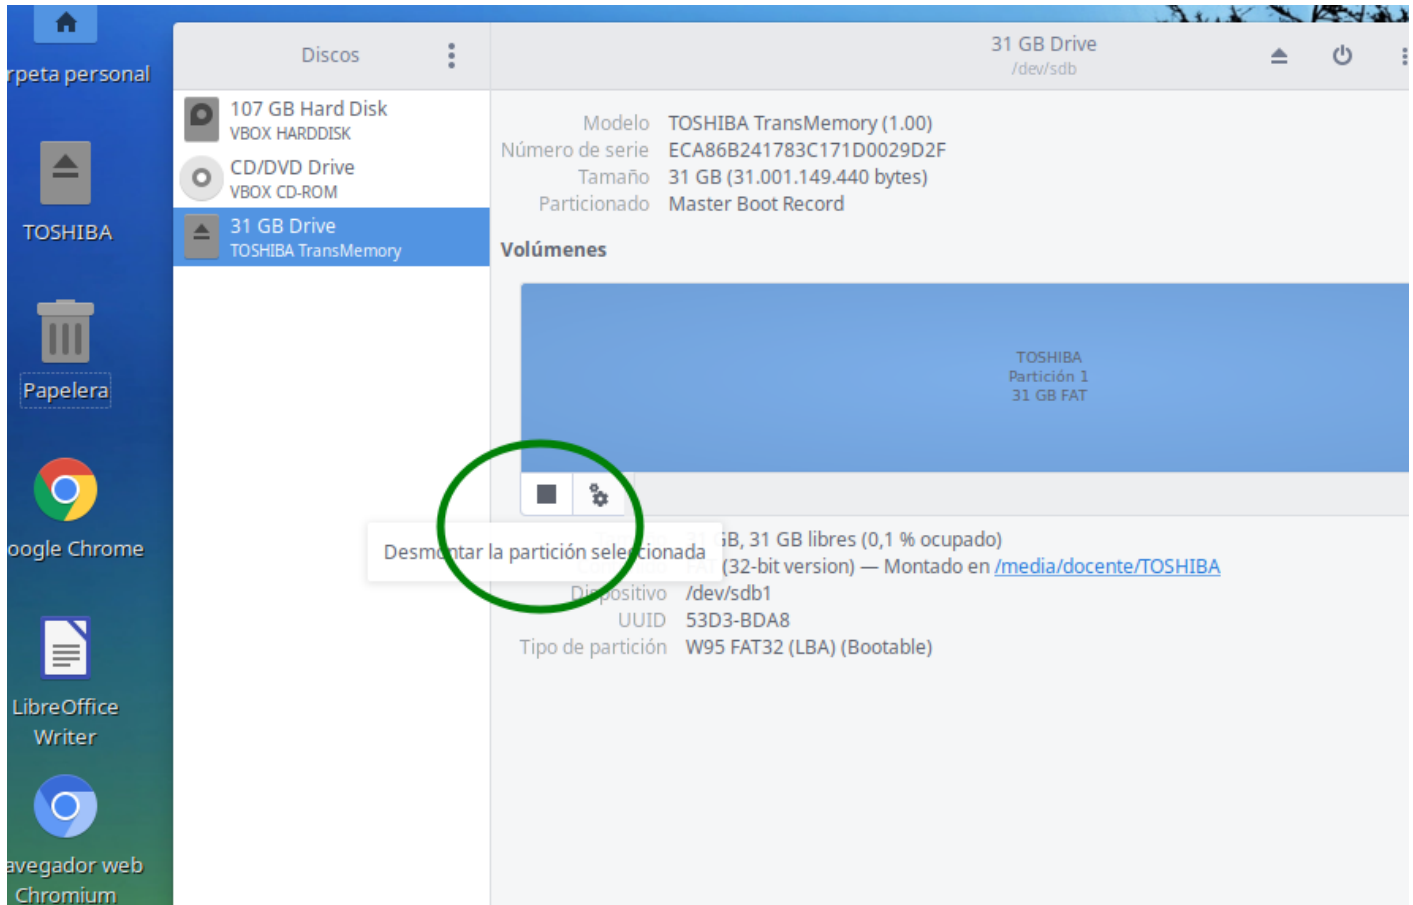 rpeta personal
TOSHIBA
Papelera
oogle Chrome
LibreOffice
Writer
avegador web
Chromium
Discos
31 GB Drive
/dev/sdb
107 GB Hard Disk
VBOX HARDDISK
CD/DVD Drive
VBOX CD-ROM
31 GB Drive
TOSHIBA TransMemory
Modelo TOSHIBA TransMemory (1.00)
Número de serie ECA86B241783C171D0029D2F
Tamaño 31 GB (31.001.149.440 bytes)
Particionado Master Boot Record
Volúmenes
TOSHIBA
Partición 1
31 GB FAT
Desmontar la partición seleccionada
GB, 31 GB libres (0,1 % ocupado)
(32-bit version) — Montado en /media/docente/TOSHIBA
Dispositivo /dev/sdb1
UUID 53D3-BDA8
Tipo de partición W95 FAT32 (LBA) (Bootable)